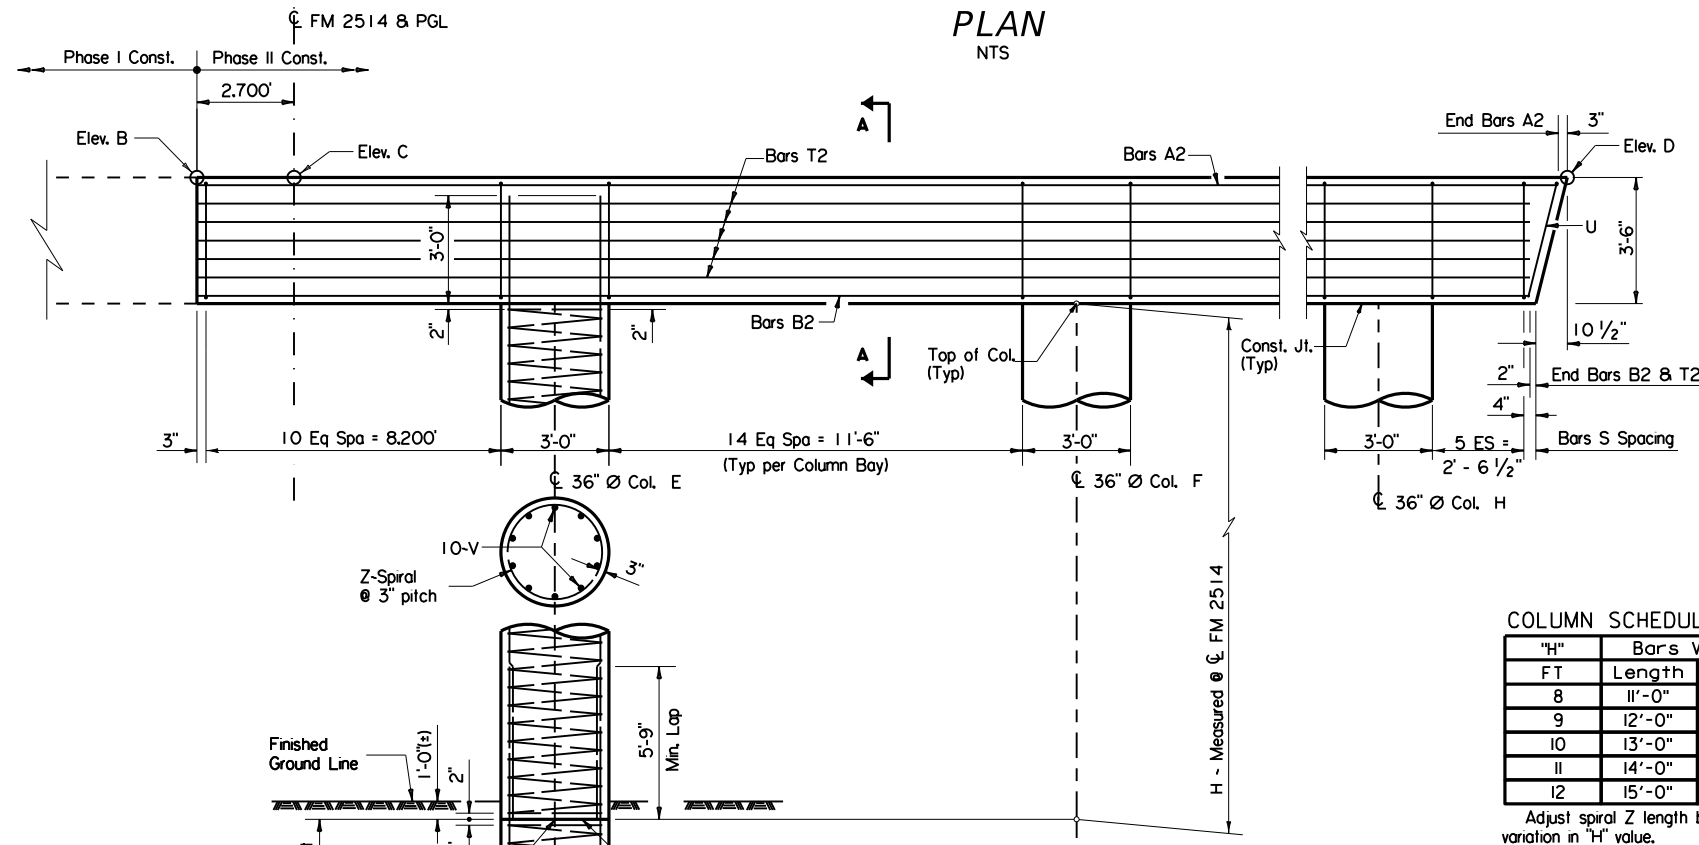 ℄ FM 2514 & PGL
PLAN
NTS
Phase I Const.
Phase II Const.
2.700'
Elev. B
Elev. C
A
Bars T2
Bars A2
End Bars A2
3"
Elev. D
U
3'-0"
3'-6"
2"
2"
Bars B2
A
Top of Col.
(Typ)
Const. Jt.
(Typ)
10 1/2"
2"
End Bars B2 & T2
4"
3"
10 Eq Spa = 8.200'
3'-0"
14 Eq Spa = 11'-6"
(Typ per Column Bay)
3'-0"
3'-0"
5 ES =
2' - 6 1/2"
Bars S Spacing
℄ 36" Ø Col. E
℄ 36" Ø Col. F
℄ 36" Ø Col. H
10-V
Z-Spiral
@ 3" pitch
3"
H - Measured @ ℄ FM 2514
COLUMN SCHEDUL
"H"
Bars V
FT
Length
8
11'-0"
9
12'-0"
10
13'-0"
11
14'-0"
12
15'-0"
Adjust spiral Z length b
variation in "H" value.
Finished
Ground Line
1'-0"(±)
2"
5'-9"
Min. Lap